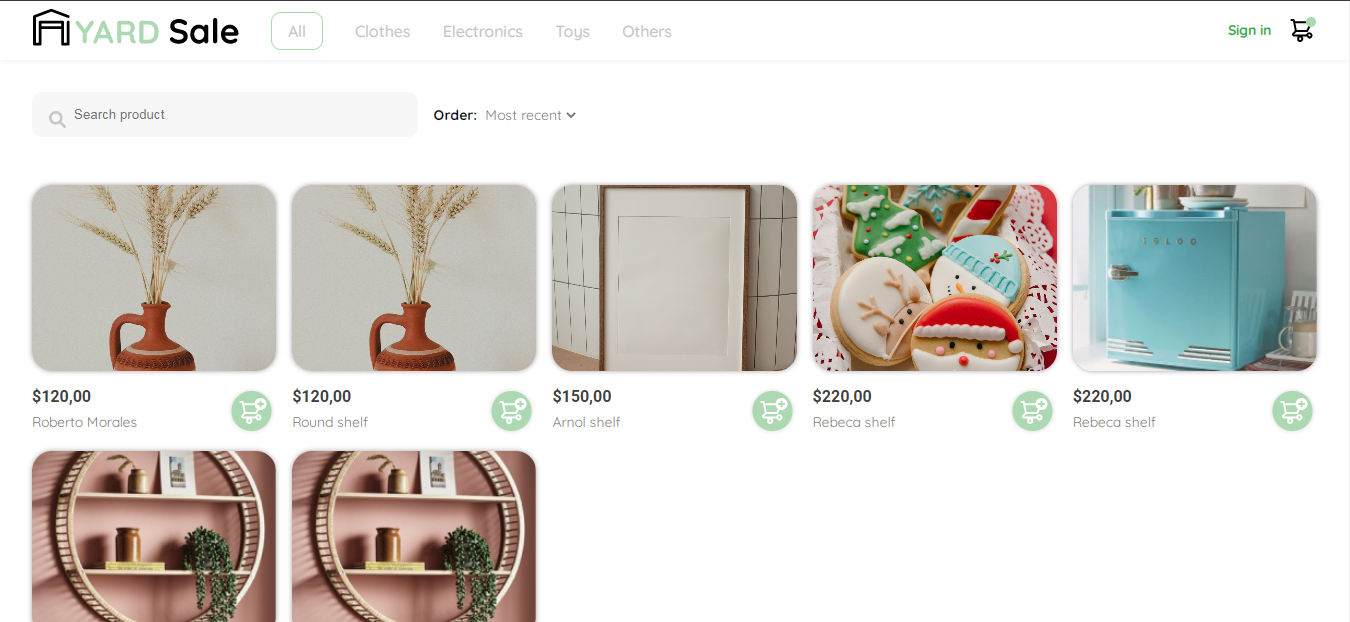 YARD Sale
All
Clothes
Electronics
Toys
Others
Sign in
Search product
Order: Most recent
IGLOO
$120,00
Roberto Morales
$120,00
Round shelf
$150,00
Arnol shelf
$220,00
Rebeca shelf
$220,00
Rebeca shelf